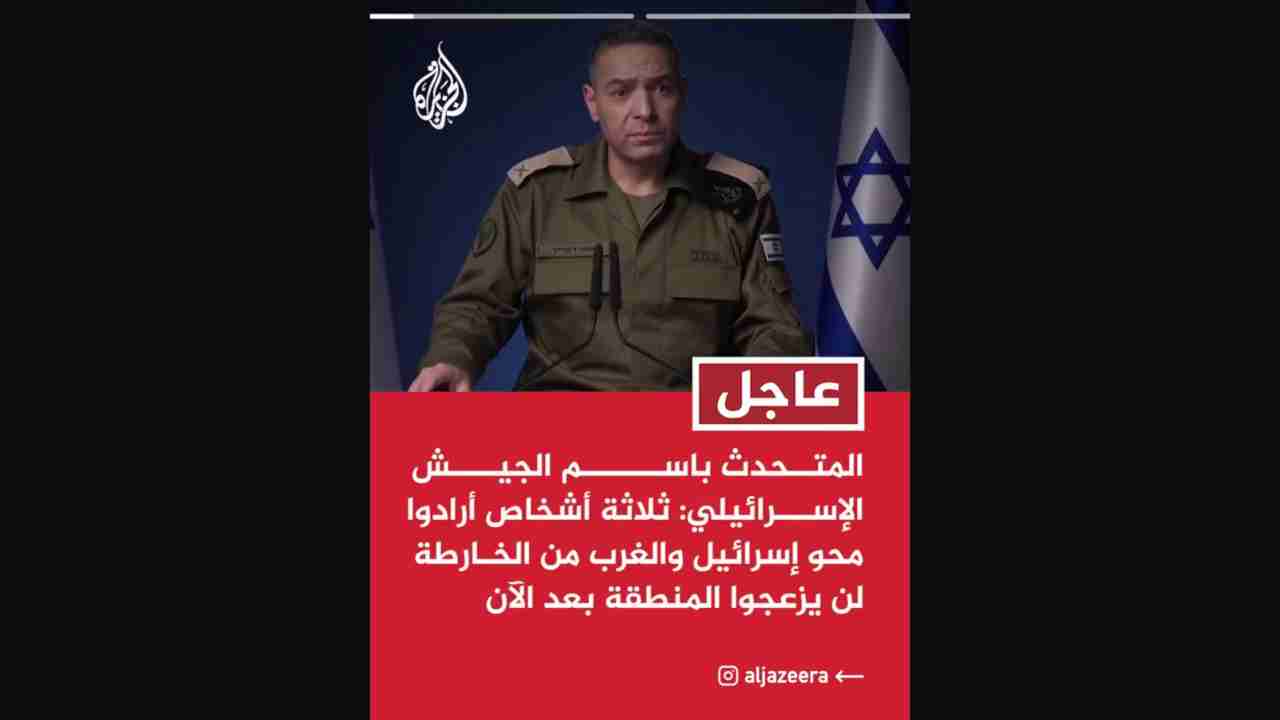 الجزيرة
عاجل
المتحدث باسم الجيش
الإسرائيلي: ثلاثة أشخاص أرادوا
محو إسرائيل والغرب من الخارطة
لن يزعجوا المنطقة بعد الآن
aljazeera